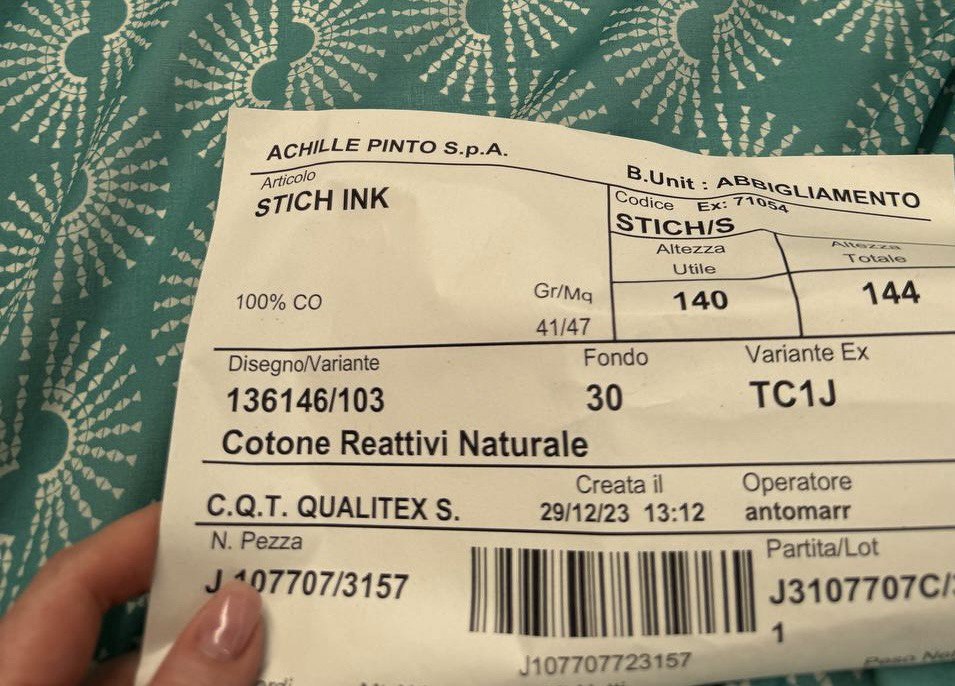 ACHILLE PINTO S.p.A.
B.Unit : ABBIGLIAMENTO
Articolo
STICH INK
Codice Ex: 71054
STICH/S
Altezza Utile
Altezza Totale
140
144
100% CO
Gr/Mq
41/47
Disegno/Variante
Fondo
Variante Ex
136146/103
30
TC1J
Cotone Reattivi Naturale
C.Q.T. QUALITEX S.
Creata il
29/12/23 13:12
Operatore
antomarr
N. Pezza
J 107707/3157
Partita/Lot
J3107707C/
1
J107707723157
Peso